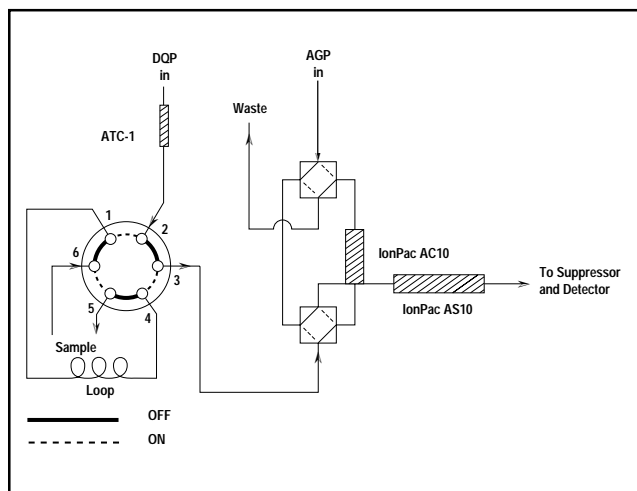 DQP
in
AGP
in
Waste
ATC-1
1
2
6
3
5
4
IonPac AC10
To Suppressor
and Detector
IonPac AS10
Sample
Loop
OFF
ON